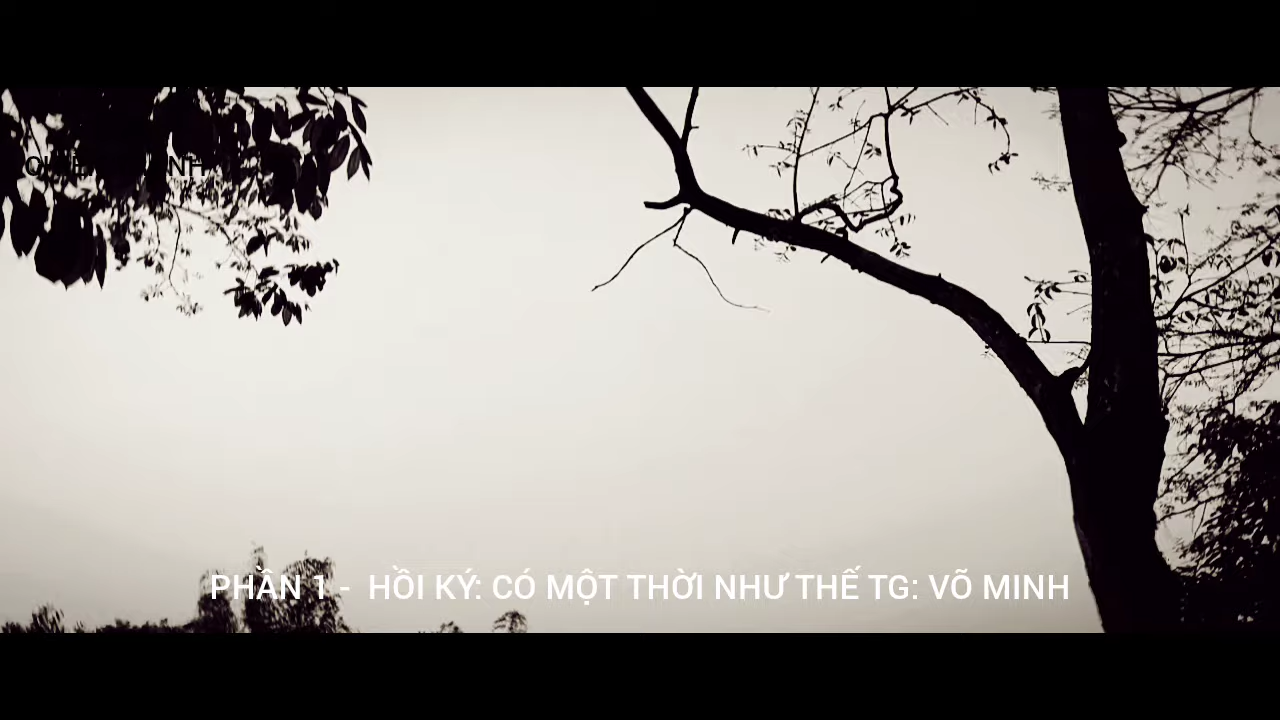 PHẦN 1 -  HỒI KÝ: CÓ MỘT THỜI NHƯ THẾ TG: VÕ MINH